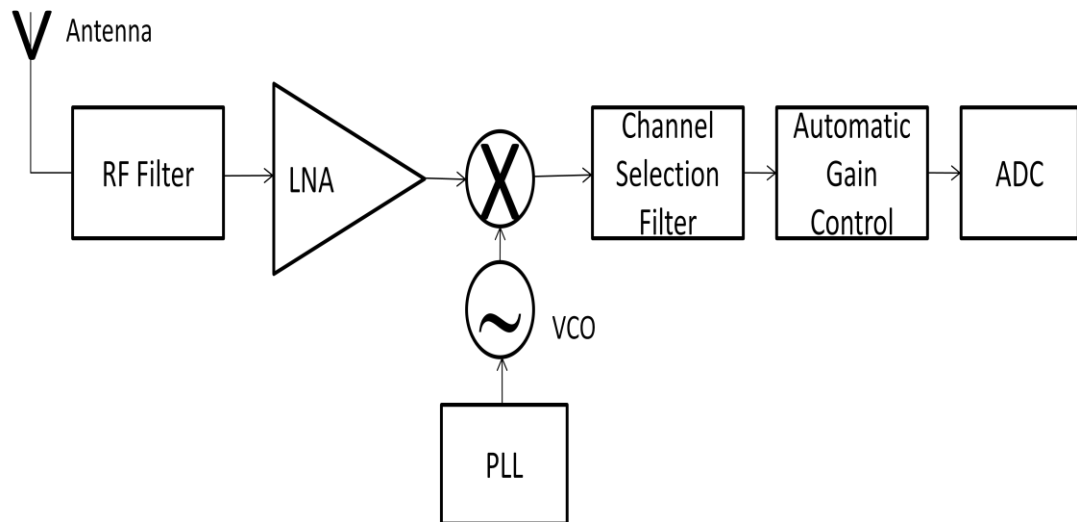 Antenna
RF Filter
LNA
X
Channel
Selection
Filter
Automatic
Gain
Control
ADC
~
VCO
PLL